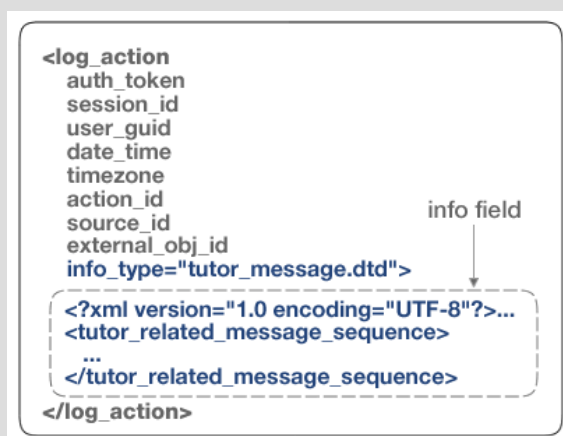 <log_action
auth_token
session_id
user_guid
date_time
timezone
action_id
source_id
external_obj_id
info field
info_type="tutor_message.dtd">
<?xml version="1.0 encoding="UTF-8"?>...
<tutor_related_message_sequence>
...
</tutor_related_message_sequence>
</log_action>